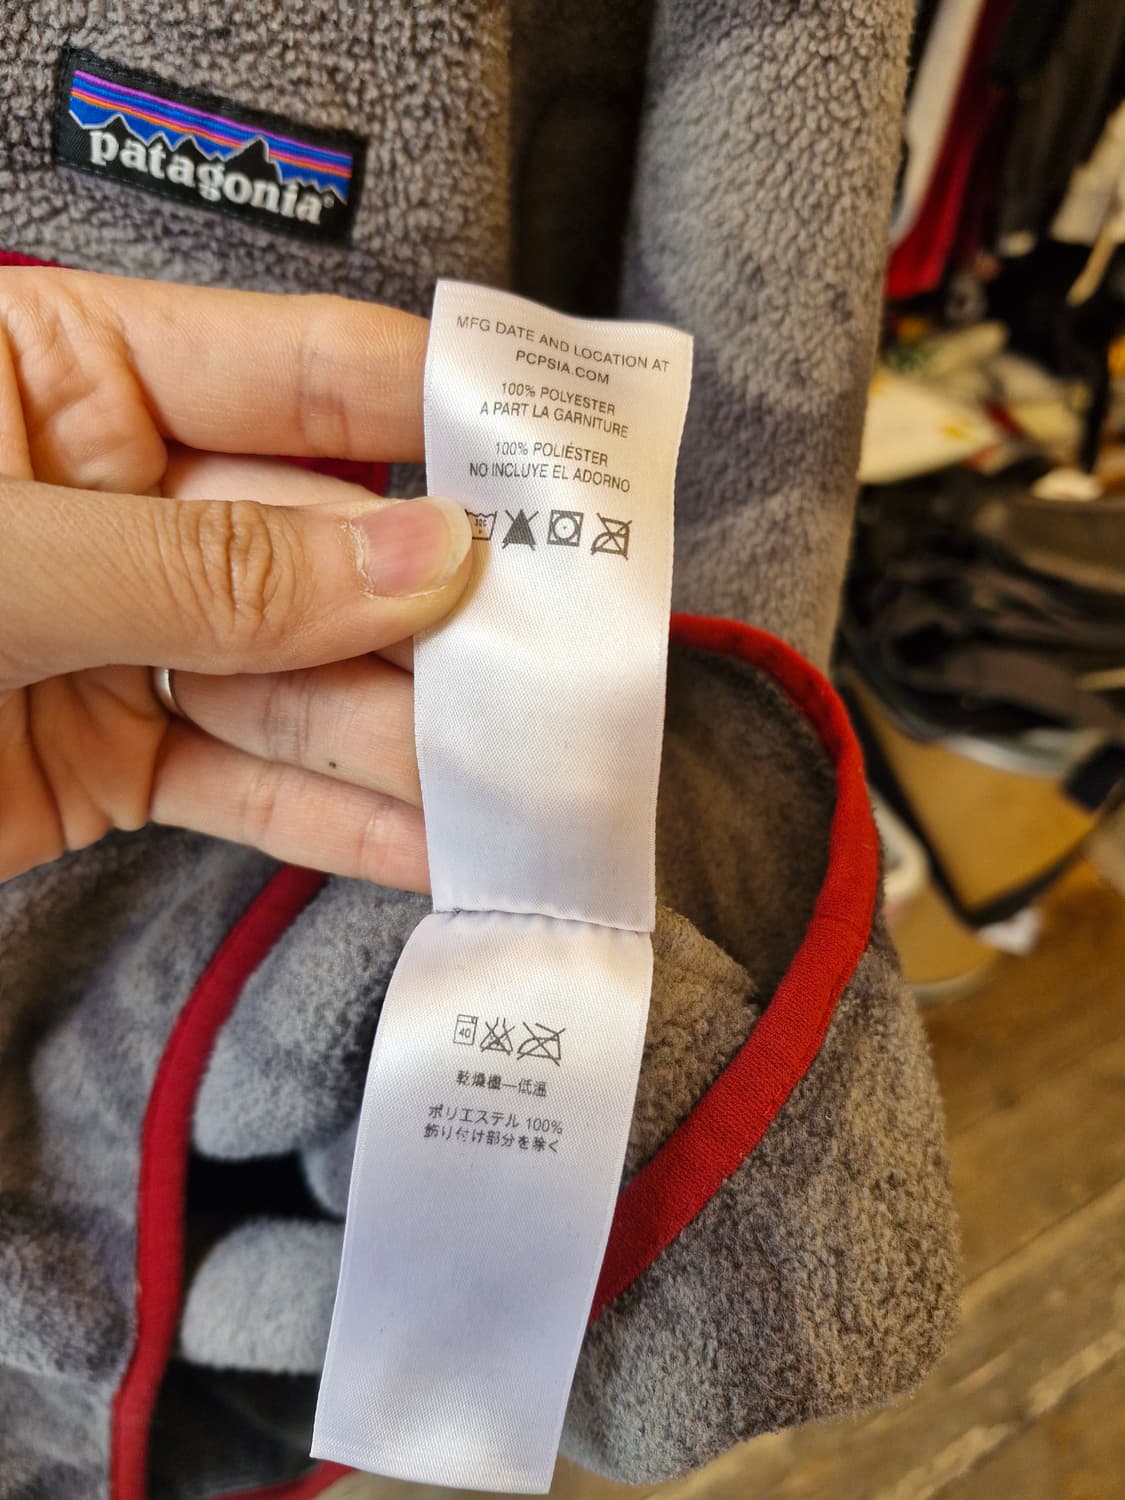 patagonia®
MFG DATE AND LOCATION AT
PCPSIA.COM
100% POLYESTER
A PART LA GARNITURE
100% POLIÉSTER
NO INCLUYE EL ADORNO
30C
40
乾燥機—低温
ポリエステル 100%
飾り付け部分を除く